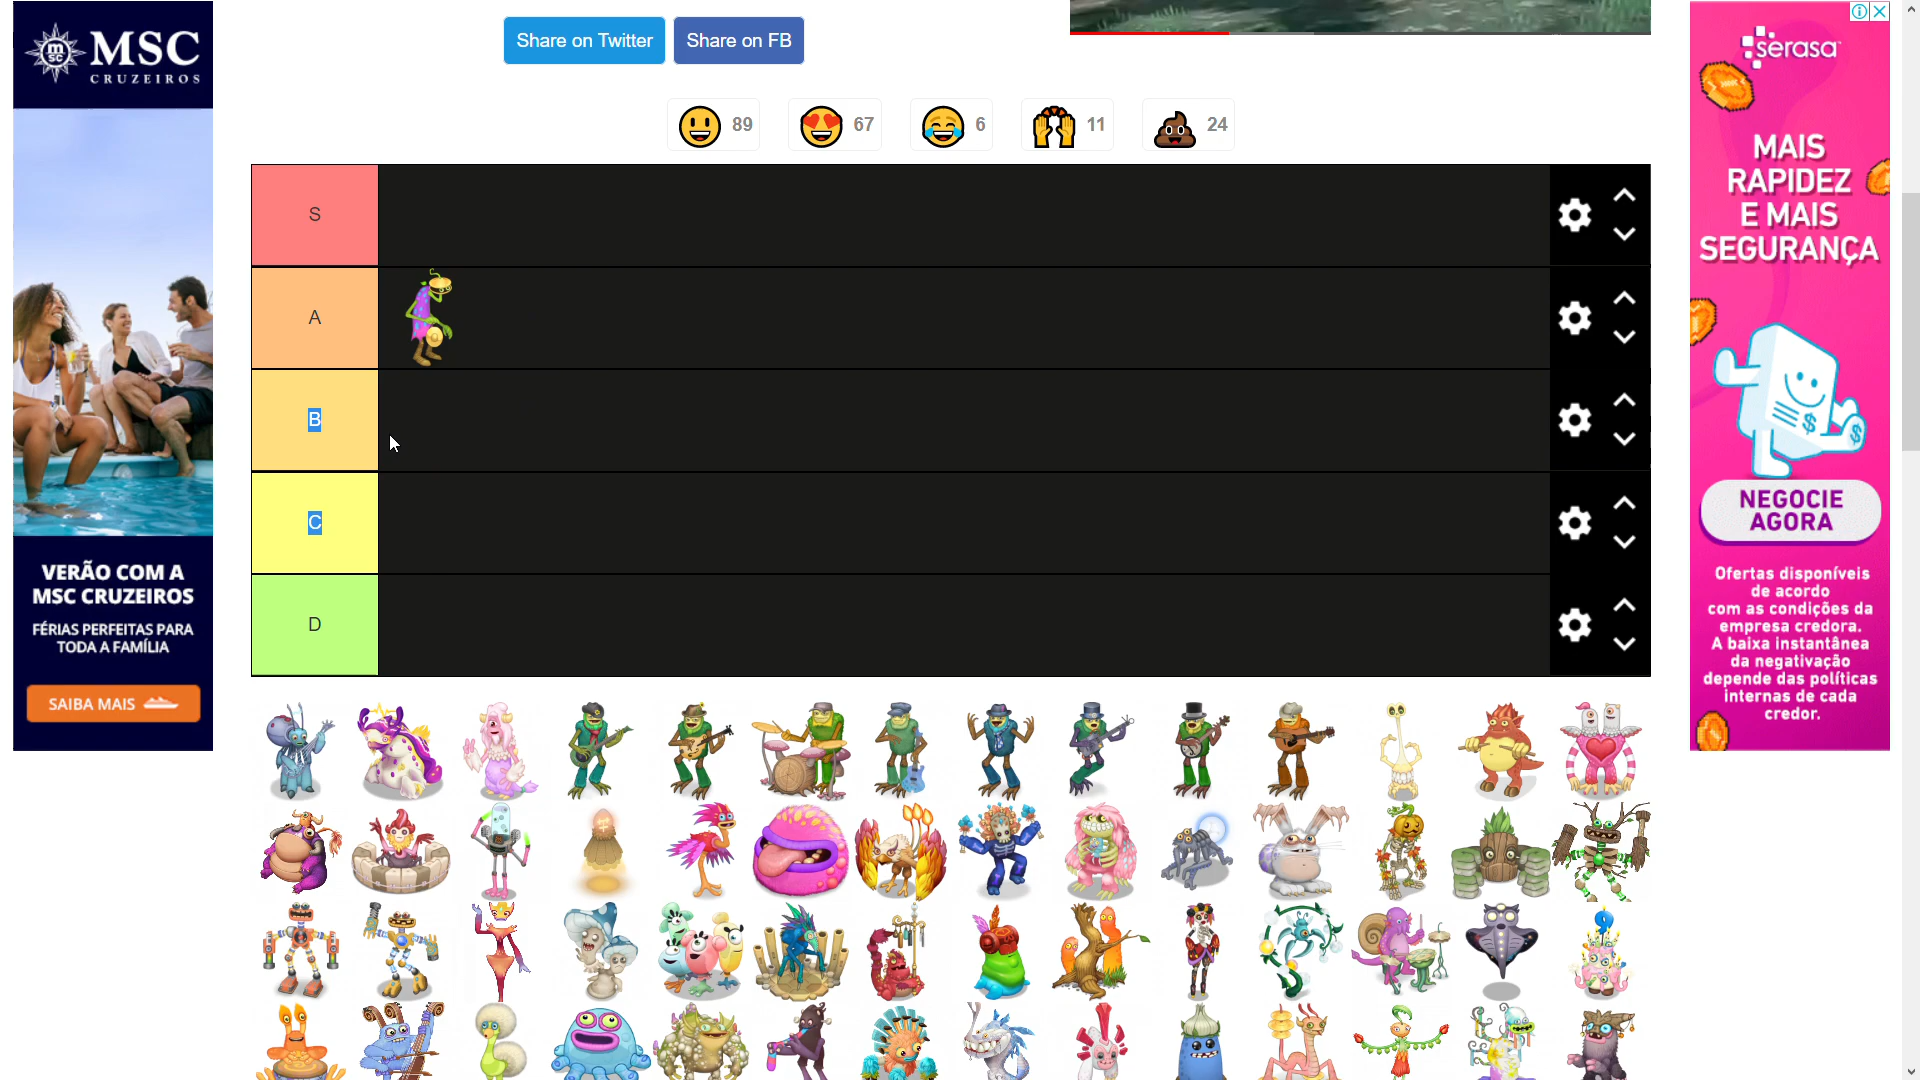 MSC
CRUZEIROS
VERÃO COM A
MSC CRUZEIROS
FÉRIAS PERFEITAS PARA
TODA A FAMÍLIA
SAIBA MAIS
Share on Twitter
Share on FB
89
67
6
11
24
S
A
B
C
D
serasa
MAIS
RAPIDEZ
E MAIS
SEGURANÇA
$
$
NEGOCIE
AGORA
Ofertas disponíveis
de acordo
com as condições da
empresa credora.
A baixa instantânea
da negativação
depende das políticas
internas de cada
credor.